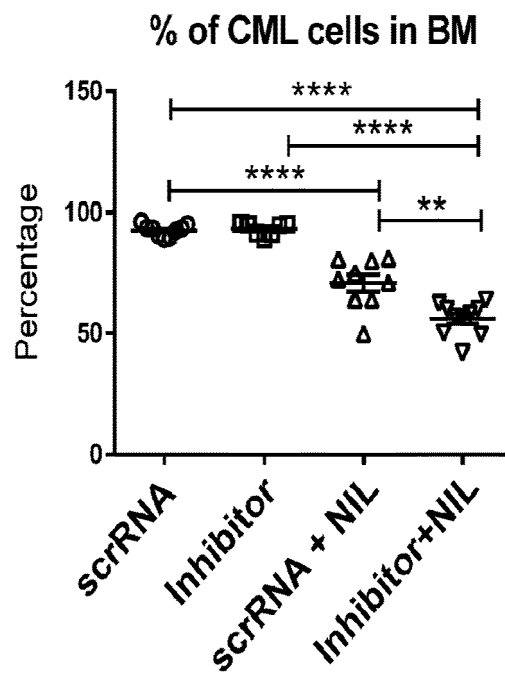 % of CML cells in BM
150
****
****
****
100
**
Percentage
50
0
scrRNA
Inhibitor
scrRNA + NIL
Inhibitor+NIL